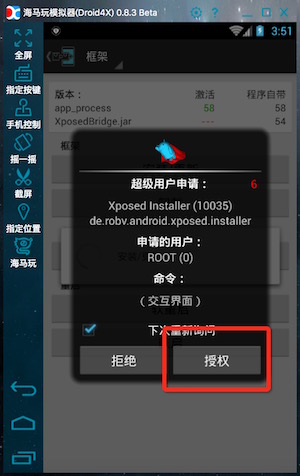 海马玩模拟器(Droid4X) 0.8.3 Beta
3:51
全屏
框架
指定按键
手机控制
摇一摇
截屏
指定位置
海马玩
版本：
激活
程序自带
app_process
58
58
XposedBridge.jar
---
54
框架
超级用户申请：
6
Xposed Installer (10035)
de.robv.android.xposed.installer
申请的用户：
ROOT (0)
命令：
（交互界面）
下次重新询问
拒绝
授权